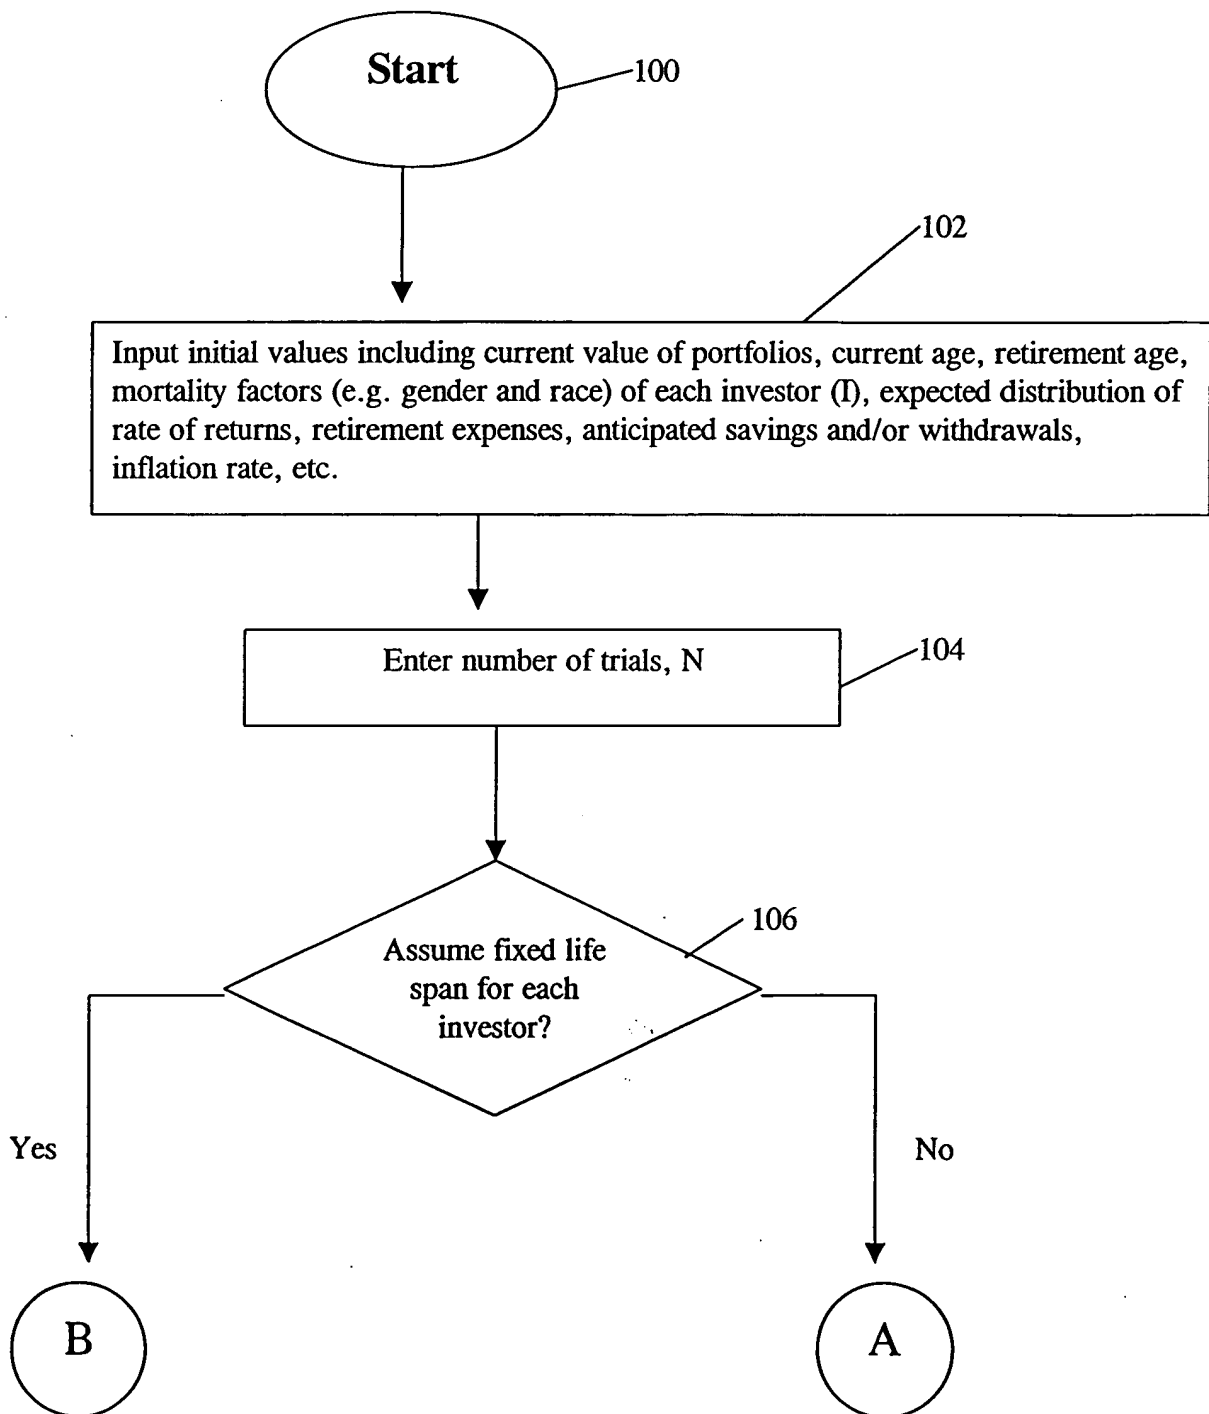 Start
100
102
Input initial values including current value of portfolios, current age, retirement age,
mortality factors (e.g. gender and race) of each investor (I), expected distribution of
rate of returns, retirement expenses, anticipated savings and/or withdrawals,
inflation rate, etc.
Enter number of trials, N
104
106
Assume fixed life
span for each
investor?
Yes
No
B
A